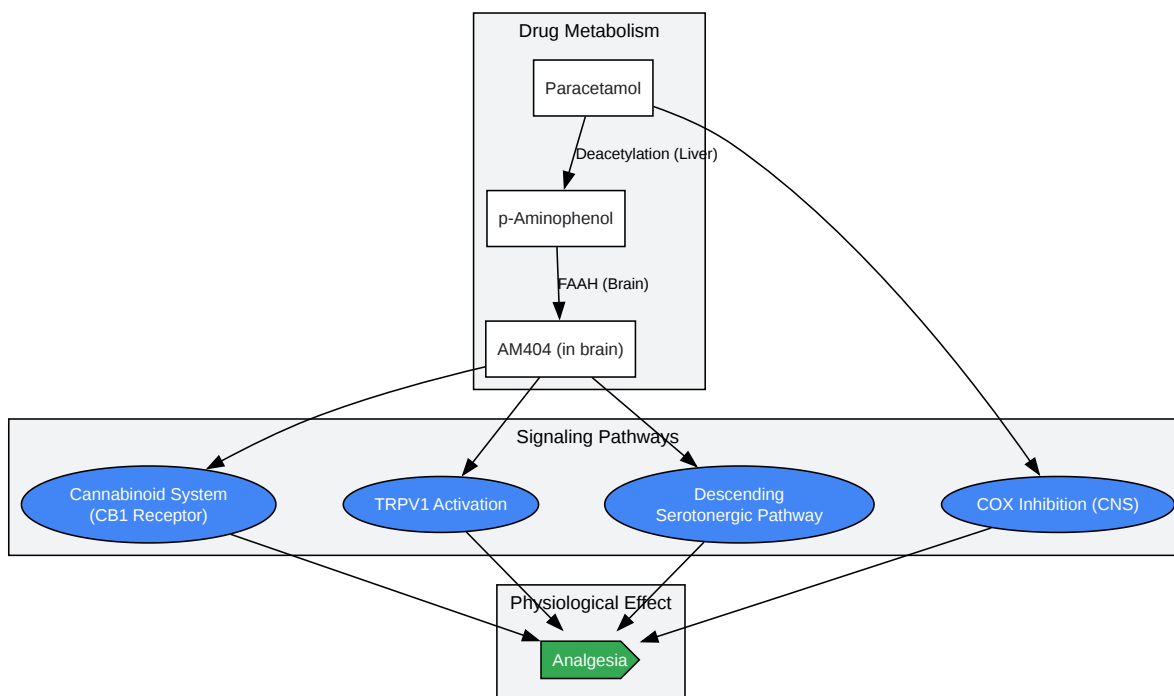 Drug Metabolism
Paracetamol
Deacetylation (Liver)
p-Aminophenol
FAAH (Brain)
AM404 (in brain)
Signaling Pathways
Cannabinoid System
(CB1 Receptor)
TRPV1 Activation
Descending
Serotonergic Pathway
COX Inhibition (CNS)
Physiological Effect
Analgesia